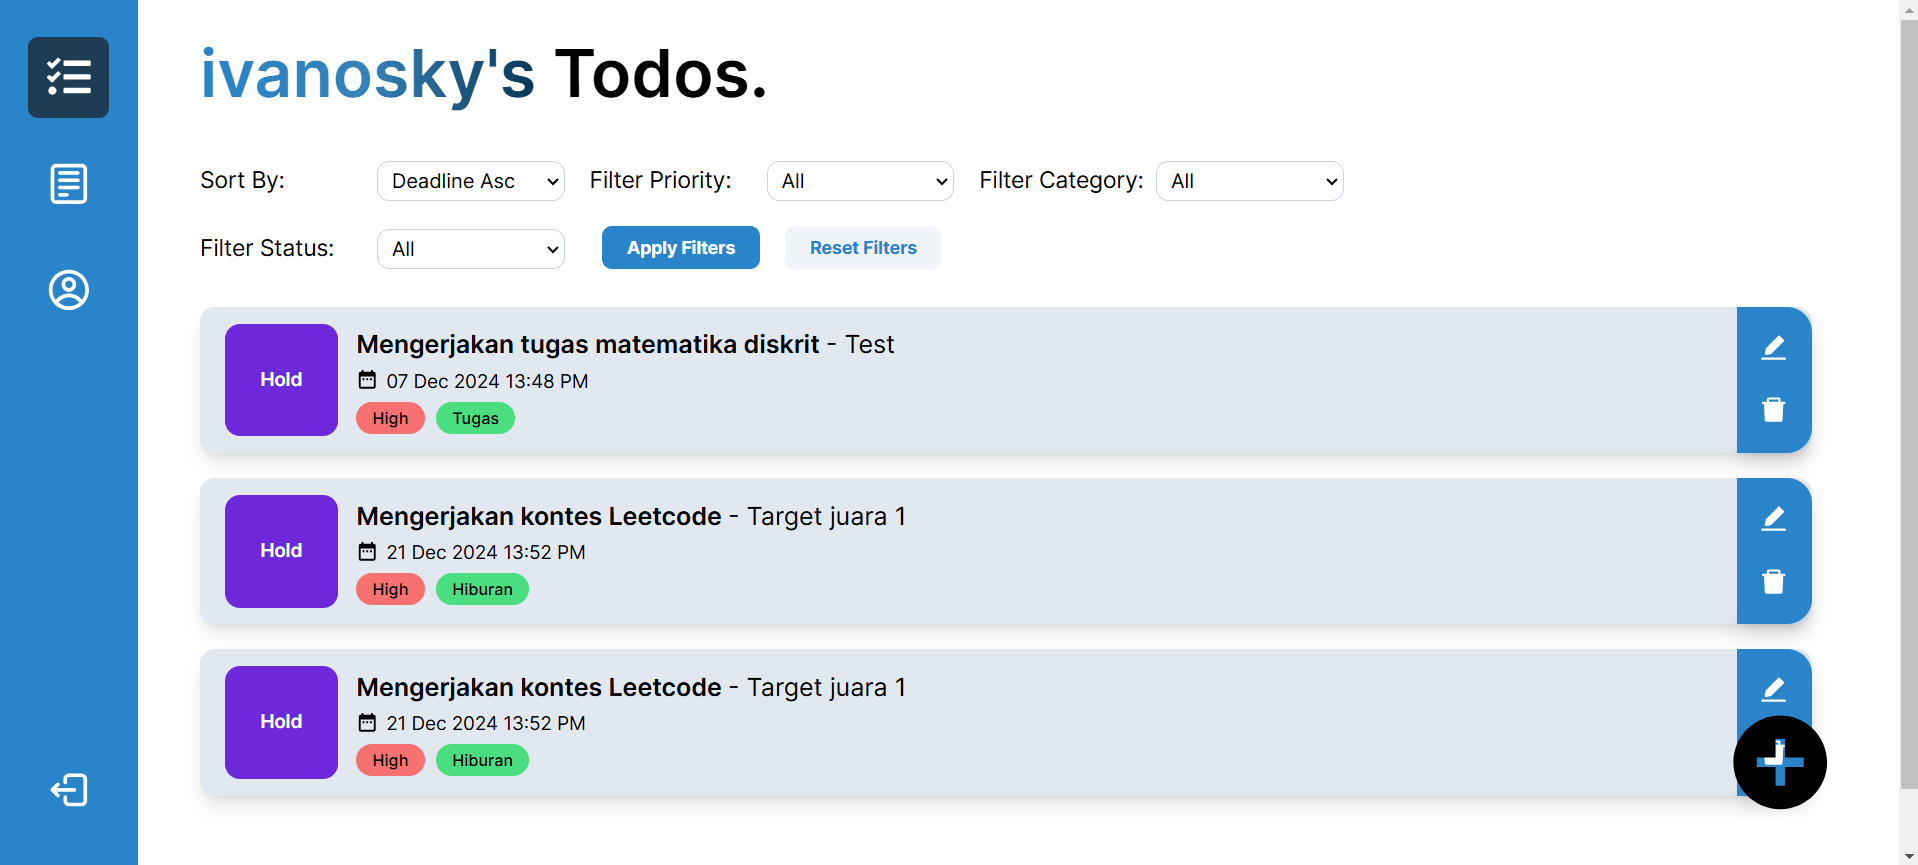 ivanosky's Todos.
Sort By: Deadline Asc Filter Priority: All Filter Category: All
Filter Status: All Apply Filters Reset Filters
Hold
Mengerjakan tugas matematika diskrit - Test
07 Dec 2024 13:48 PM
High Tugas
Hold
Mengerjakan kontes Leetcode - Target juara 1
21 Dec 2024 13:52 PM
High Hiburan
Hold
Mengerjakan kontes Leetcode - Target juara 1
21 Dec 2024 13:52 PM
High Hiburan